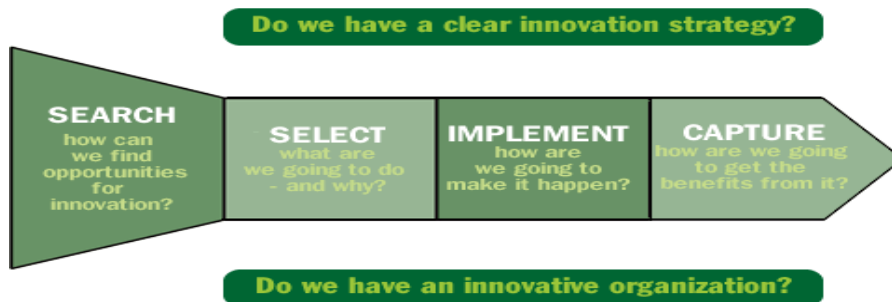 Do we have a clear innovation strategy?
SEARCH
how can
we find
opportunities
for
innovation?
SELECT
what are
we going to do
- and why?
IMPLEMENT
how are
we going to
make it happen?
CAPTURE
how are we going
to get the
benefits from it?
Do we have an innovative organization?